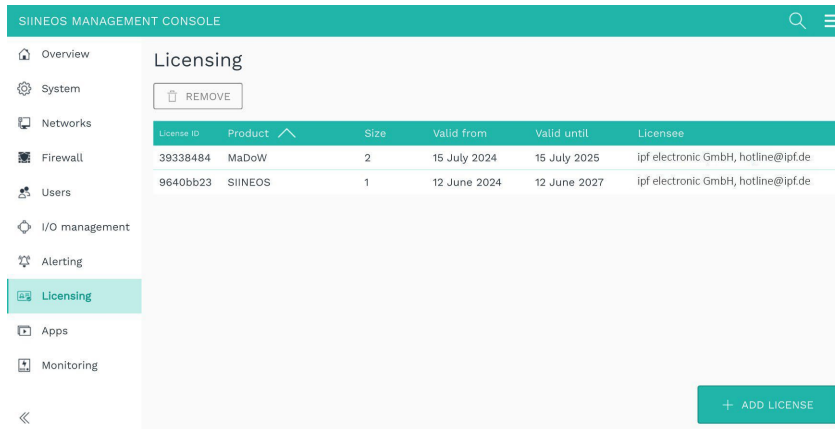 SIINEOS MANAGEMENT CONSOLE
Overview
System
Networks
Firewall
Users
I/O management
Alerting
Licensing
Apps
Monitoring
Licensing
REMOVE
License ID Product Size Valid from Valid until Licensee
39338484 MaDoW 2 15 July 2024 15 July 2025 ipf electronic GmbH, hotline@ipf.de
9640bb23 SIINEOS 1 12 June 2024 12 June 2027 ipf electronic GmbH, hotline@ipf.de
+ ADD LICENSE